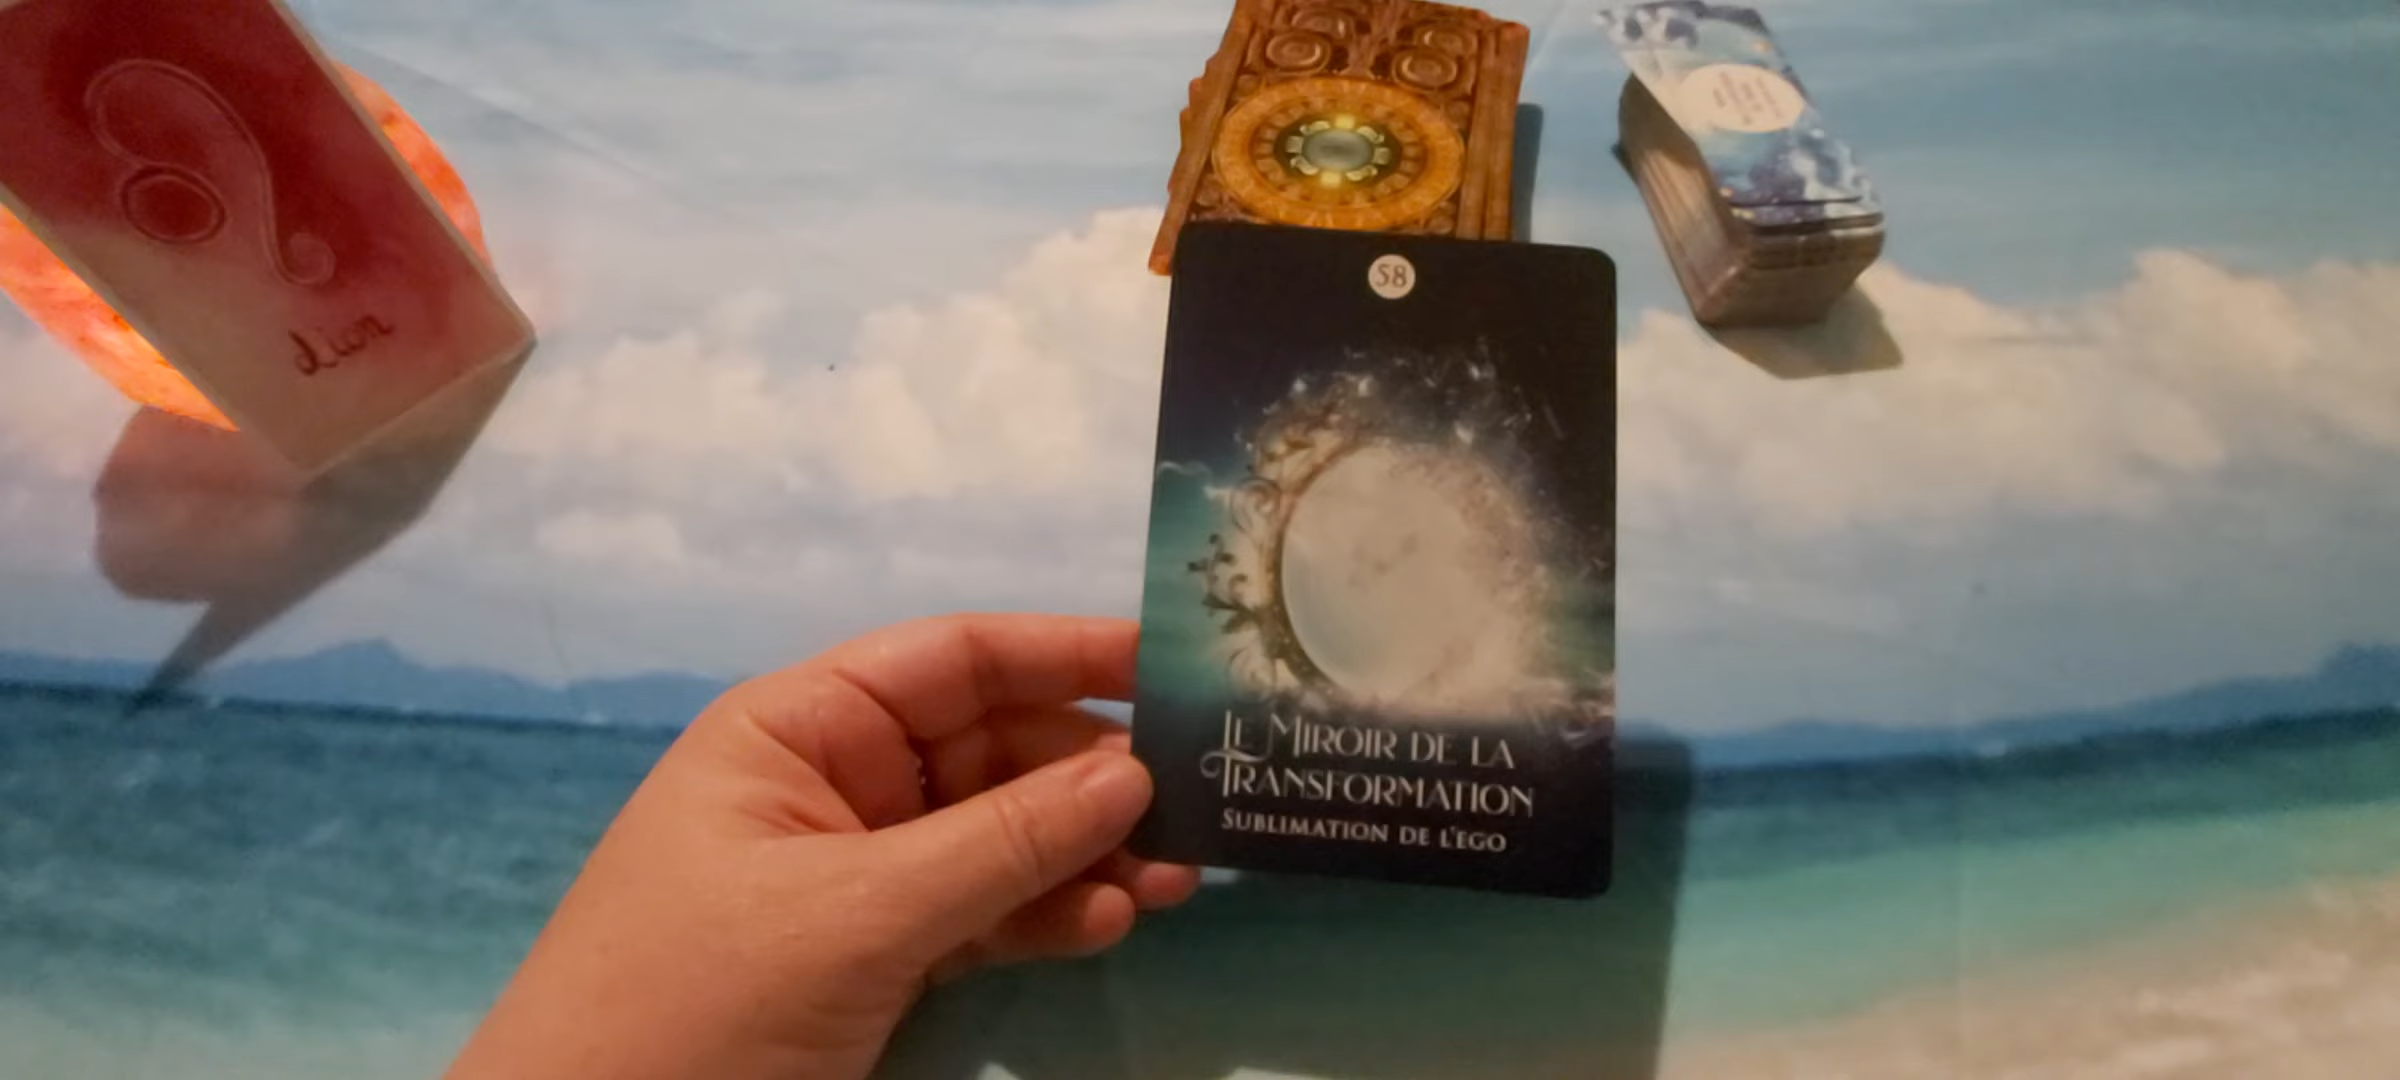 Lion
58
Le Miroir de la
Transformation
Sublimation de l'ego